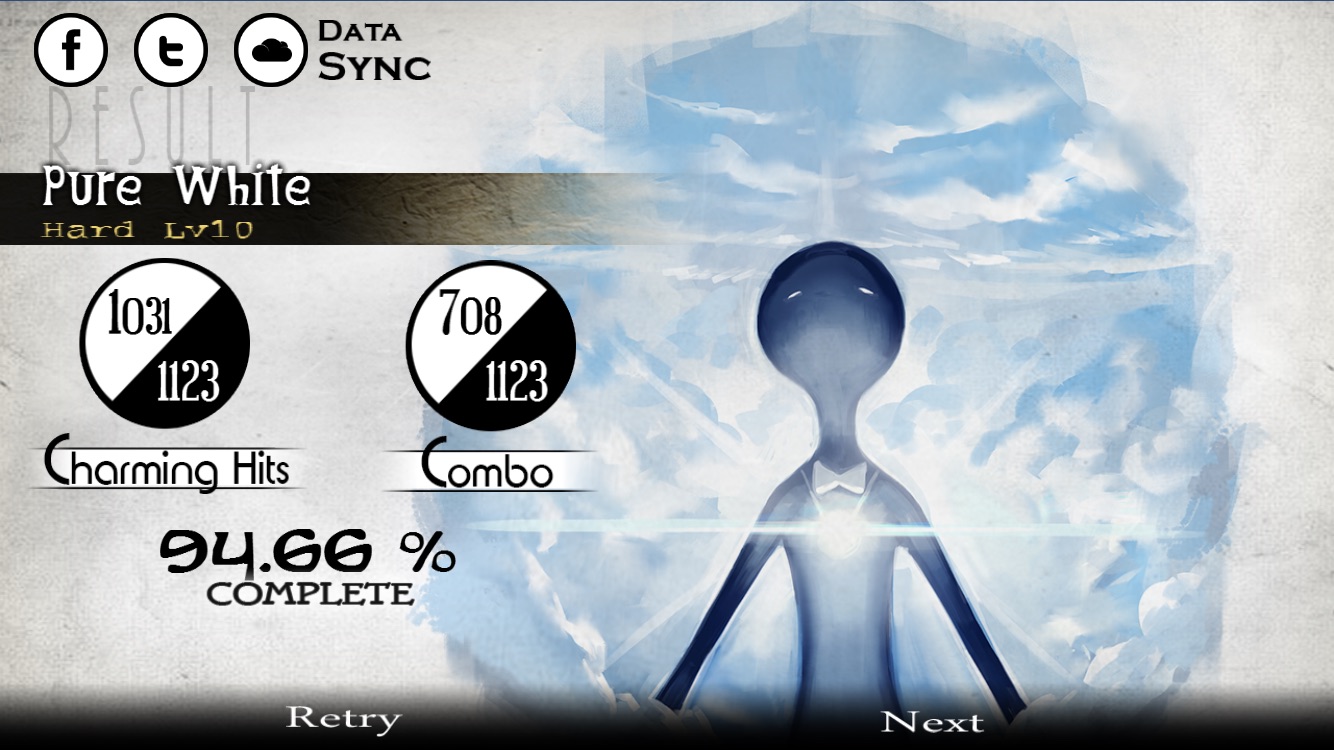 f t DATA
SYNC
RESULT
Pure White
Hard Lv10
1031
1123
Charming Hits
708
1123
Combo
94.66 %
COMPLETE
Retry Next